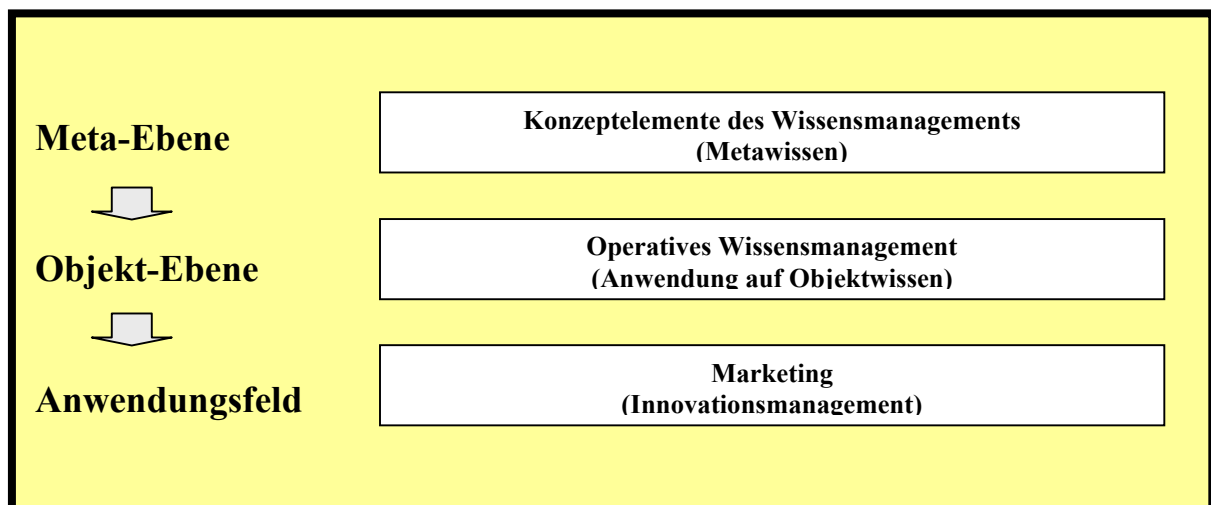 Meta-Ebene
Konzeptelemente des Wissensmanagements
(Metawissen)
Objekt-Ebene
Operatives Wissensmanagement
(Anwendung auf Objektwissen)
Anwendungsfeld
Marketing
(Innovationsmanagement)